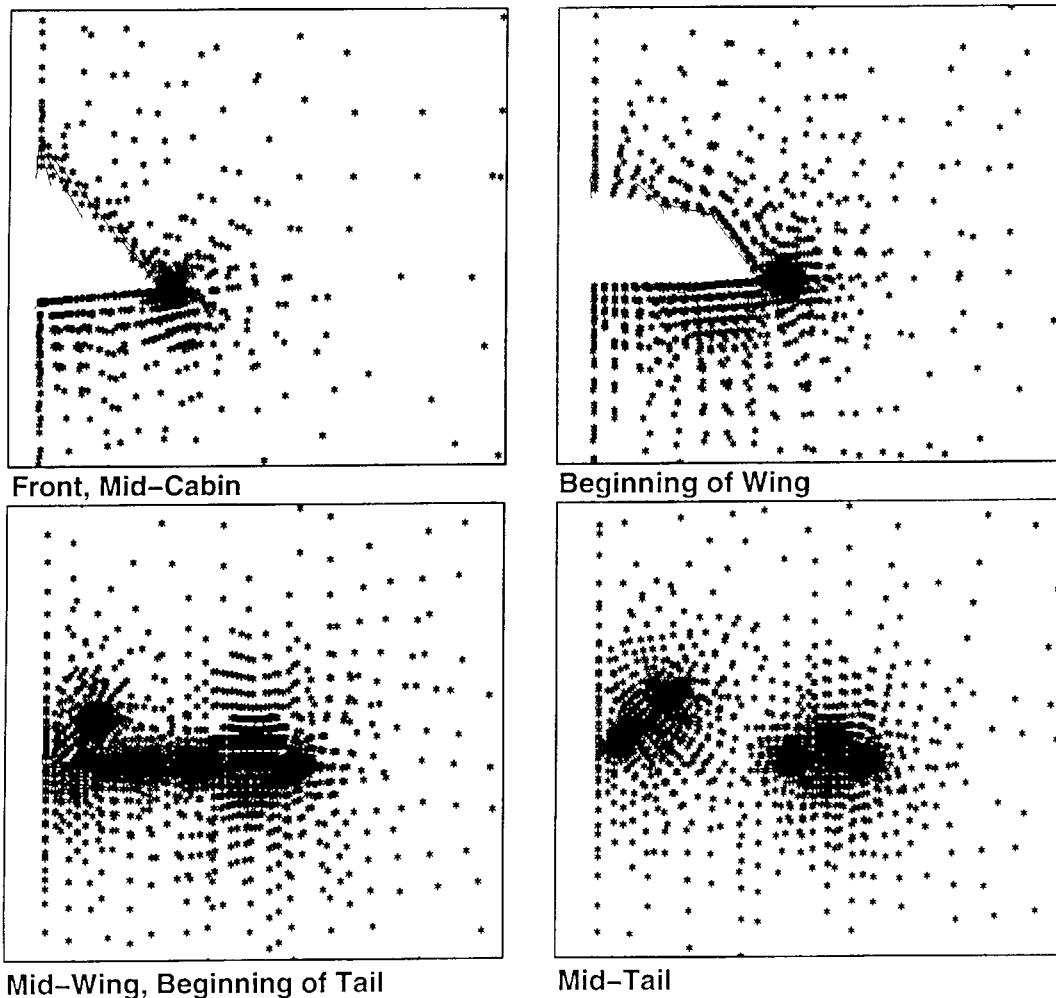 Front, Mid–Cabin
Beginning of Wing
Mid–Wing, Beginning of Tail
Mid–Tail